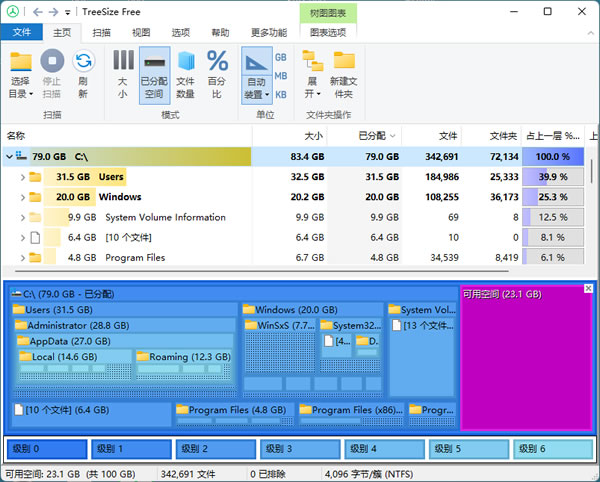 TreeSize Free
树图图表
文件 主页 扫描 视图 选项 帮助 更多功能 图表选项
选择目录 停止扫描 刷新 大小 已分配空间 文件数量 百分比 自动装置 GB MB KB 展开 新建文件夹
扫描 模式 单位 文件夹操作
名称 大小 已分配 文件 文件夹 占上一层 %...
79.0 GB C:\ 83.4 GB 79.0 GB 342,691 72,134 100.0 %
31.5 GB Users 32.5 GB 31.5 GB 184,986 25,333 39.9 %
20.0 GB Windows 20.2 GB 20.0 GB 108,255 36,173 25.3 %
9.9 GB System Volume Information 9.9 GB 9.9 GB 69 8 12.5 %
6.4 GB [10 个文件] 6.4 GB 6.4 GB 10 0 8.1 %
4.8 GB Program Files 6.7 GB 4.8 GB 34,539 8,419 6.1 %
C:\ (79.0 GB - 已分配) 可用空间 (23.1 GB)
Users (31.5 GB) Windows (20.0 GB) System Vol...
Administrator (28.8 GB) WinSxS (7.7... System32... [13 个文件...
AppData (27.0 GB) [4... D.
Local (14.6 GB) Roaming (12.3 GB)
[10 个文件] (6.4 GB) Program Files (4.8 GB) Program Files (x86)... Progr...
级别 0 级别 1 级别 2 级别 3 级别 4 级别 5 级别 6
可用空间: 23.1 GB (共 100 GB) 342,691 文件 0 已排除 4,096 字节/簇 (NTFS)